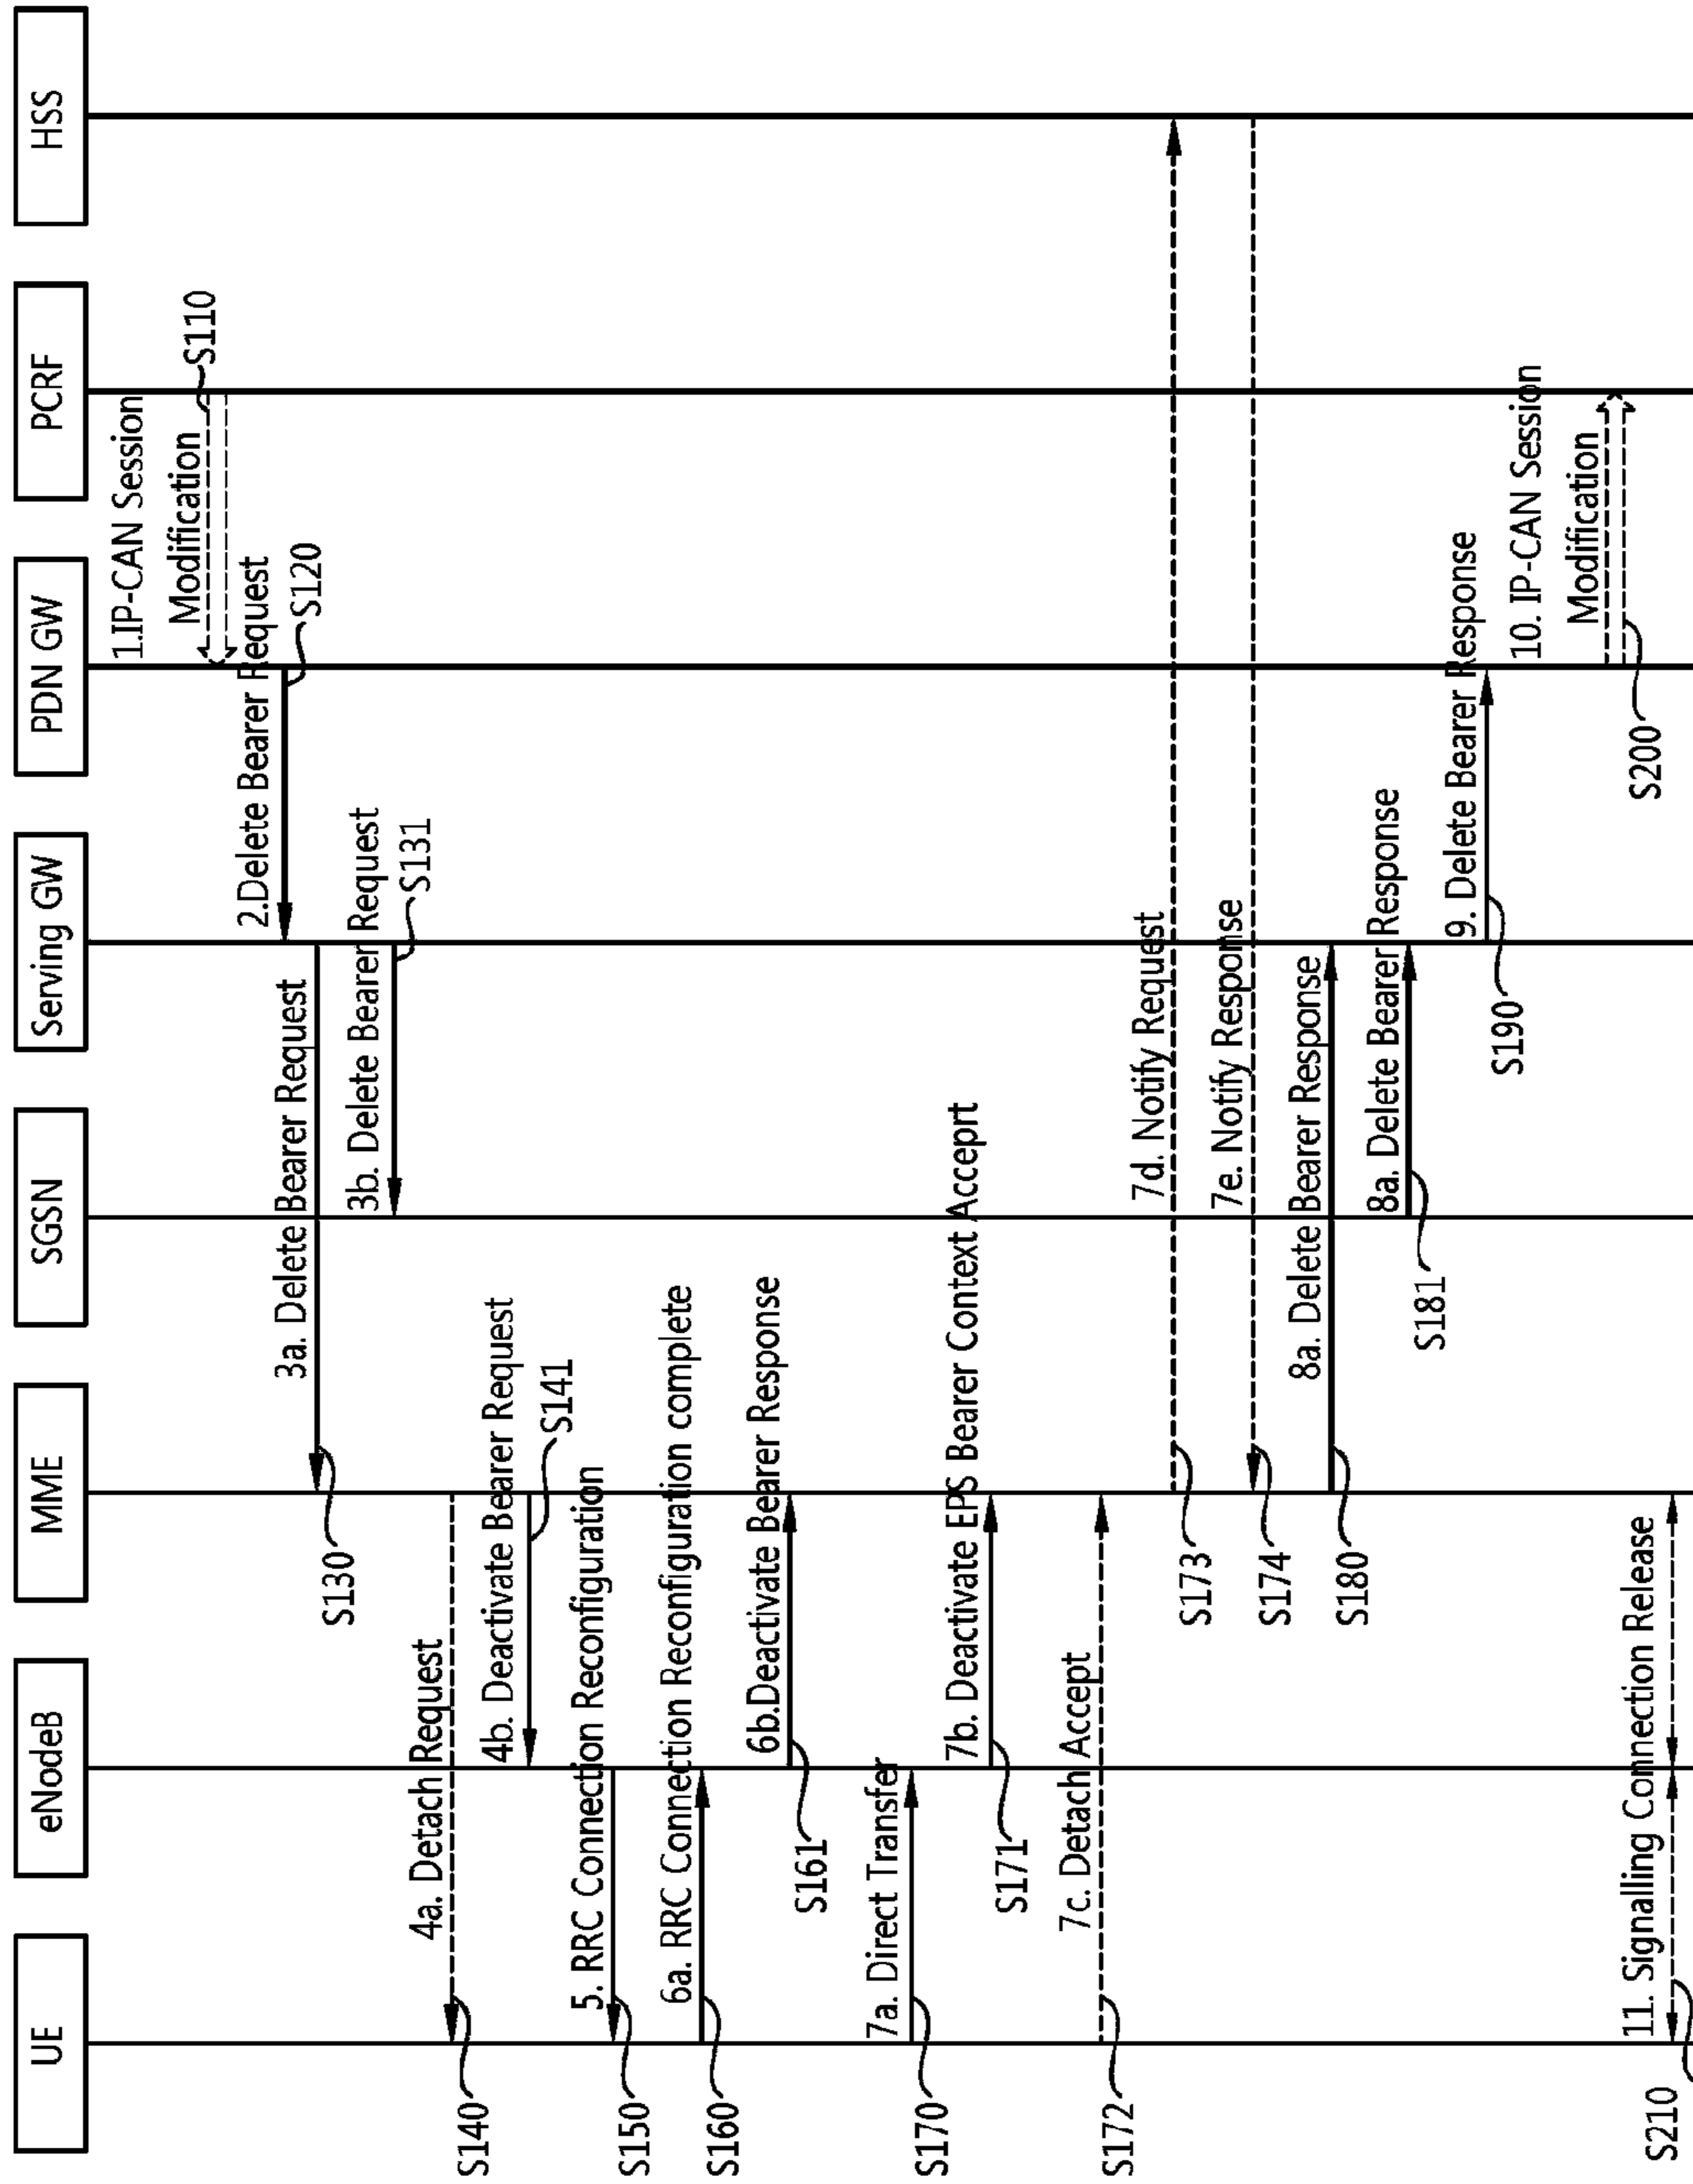 UE
eNodeB
MME
SGSN
Serving GW
PDN GW
PCRF
HSS
1.IP-CAN Session
Modification
S110
2.Delete Bearer Request
S120
3a. Delete Bearer Request
S130
3b. Delete Bearer Request
S131
4a. Detach Request
S140
4b. Deactivate Bearer Request
S141
5. RRC Connection Reconfiguration
S150
6a. RRC Connection Reconfiguration complete
S160
6b.Deactivate Bearer Response
S161
7a. Direct Transfer
S170
7b. Deactivate EPS Bearer Context Acceprt
S171
7c. Detach Accept
S172
7d. Notify Request
S173
7e. Notify Response
S174
8a. Delete Bearer Response
S180
8a. Delete Bearer Response
S181
9. Delete Bearer Response
S190
10. IP-CAN Session
Modification
S200
11. Signalling Connection Release
S210